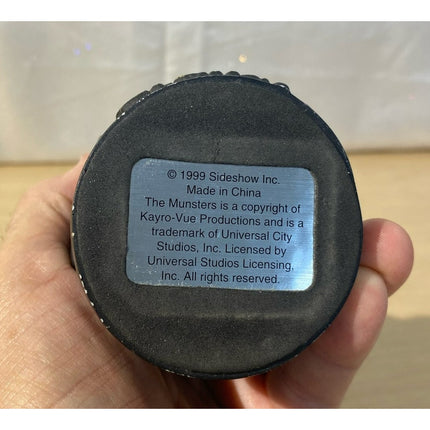 © 1999 Sideshow Inc.
Made in China
The Munsters is a copyright of
Kayro-Vue Productions and is a
trademark of Universal City
Studios, Inc. Licensed by
Universal Studios Licensing,
Inc. All rights reserved.